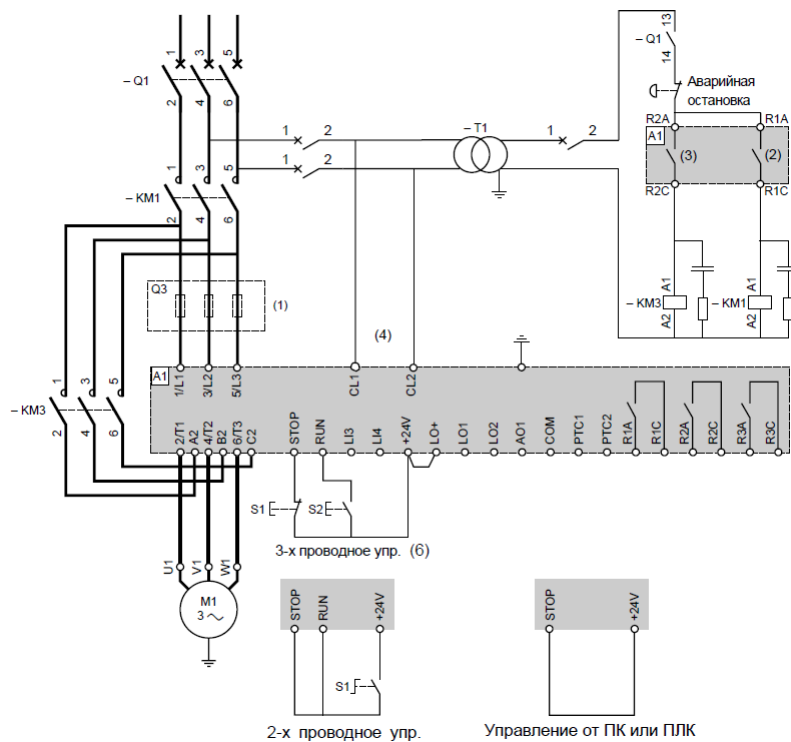 1 3 5
– Q1
2 4 6
1 2
– T1
1 2
1 2
13
– Q1
14
Аварийная
остановка
R2A R1A
A1
(3) (2)
R2C R1C
1 3 5
– KM1
2 4 6
Q3
(1)
A1 A1
– KM3 – KM1
A2 A2
(4)
A1
1/L1 3/L2 5/L3 CL1 CL2
1 3 5
– KM3
2 4 6
2/T1 A2 4/T2 B2 6/T3 C2
STOP RUN LI3 LI4 +24V LO+ LO1 LO2 AO1 COM PTC1 PTC2 R1A R1C R2A R2C R3A R3C
S1 S2
3-х проводное упр. (6)
U1 V1 W1
M1
3
STOP RUN +24V
S1
2-х проводное упр.
STOP +24V
Управление от ПК или ПЛК